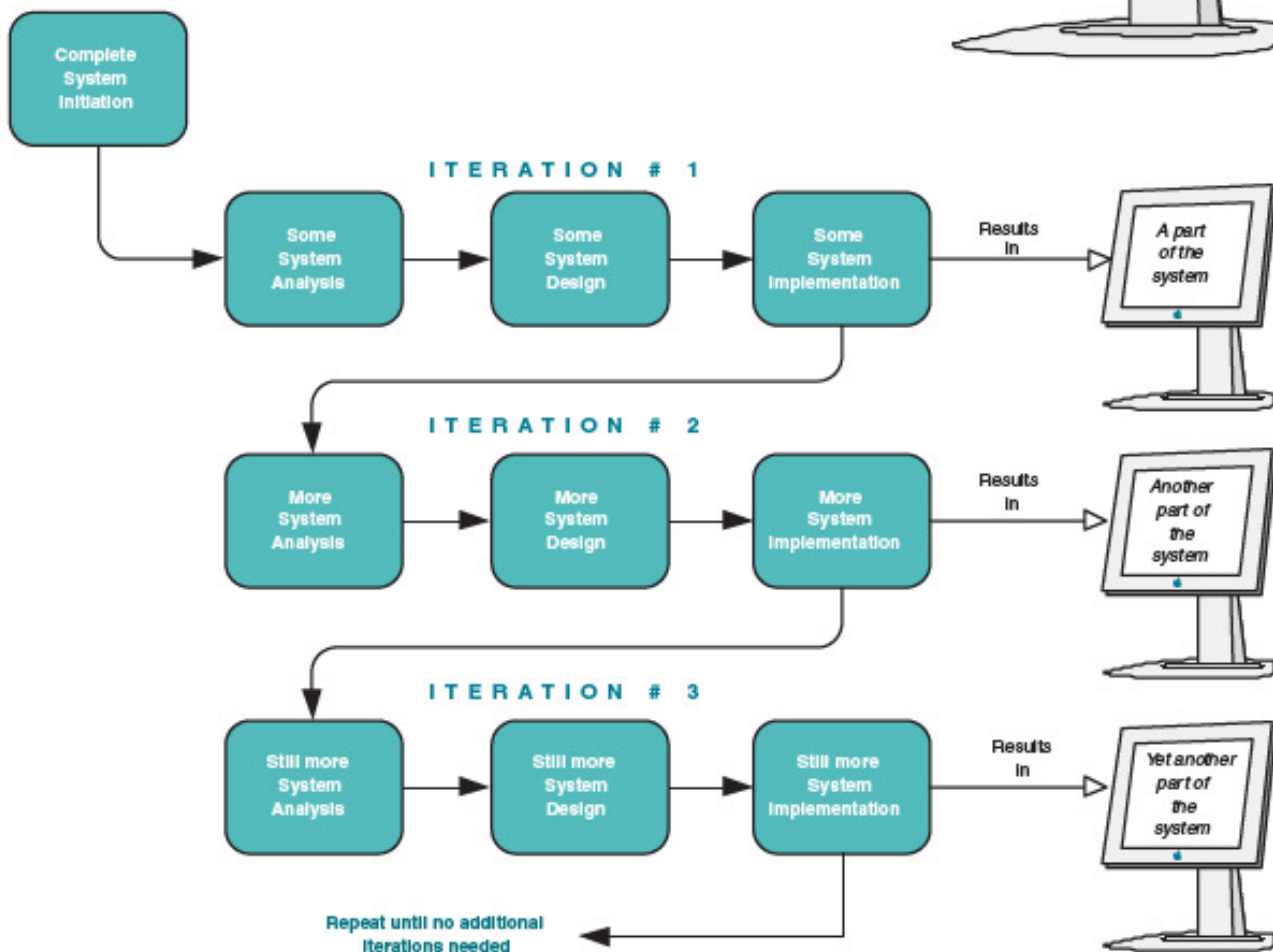 Complete
System
Initiation
ITERATION # 1
Some
System
Analysis
Some
System
Design
Some
System
Implementation
Results
in
A part
of the
system
ITERATION # 2
More
System
Analysis
More
System
Design
More
System
Implementation
Results
in
Another
part of
the
system
ITERATION # 3
Still more
System
Analysis
Still more
System
Design
Still more
System
Implementation
Results
in
Yet another
part of
the
system
Repeat until no additional
iterations needed